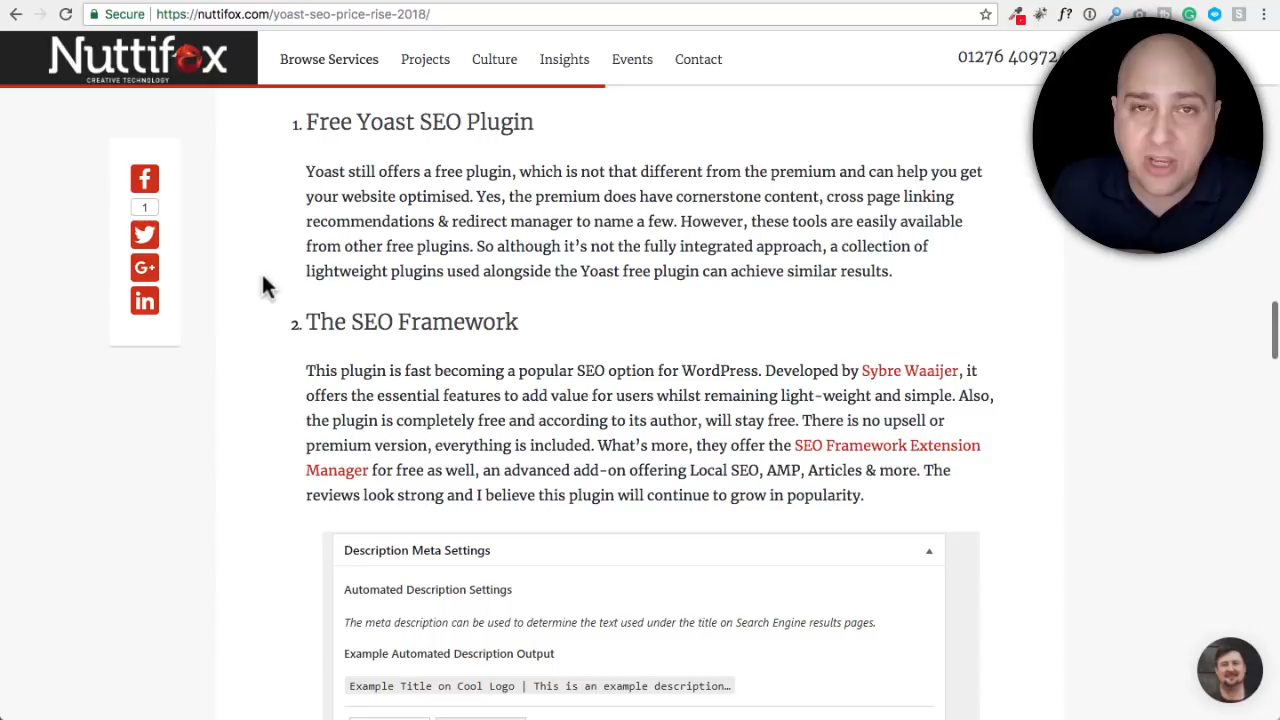 Secure
https://nuttifox.com/yoast-seo-price-rise-2018/
Nuttifox
CREATIVE TECHNOLOGY
Browse Services
Projects
Culture
Insights
Events
Contact
01276 40972
1. Free Yoast SEO Plugin
Yoast still offers a free plugin, which is not that different from the premium and can help you get
your website optimised. Yes, the premium does have cornerstone content, cross page linking
recommendations & redirect manager to name a few. However, these tools are easily available
from other free plugins. So although it’s not the fully integrated approach, a collection of
lightweight plugins used alongside the Yoast free plugin can achieve similar results.
1
2. The SEO Framework
This plugin is fast becoming a popular SEO option for WordPress. Developed by Sybre Waaijer, it
offers the essential features to add value for users whilst remaining light-weight and simple. Also,
the plugin is completely free and according to its author, will stay free. There is no upsell or
premium version, everything is included. What’s more, they offer the SEO Framework Extension
Manager for free as well, an advanced add-on offering Local SEO, AMP, Articles & more. The
reviews look strong and I believe this plugin will continue to grow in popularity.
Description Meta Settings
Automated Description Settings
The meta description can be used to determine the text used under the title on Search Engine results pages.
Example Automated Description Output
Example Title on Cool Logo | This is an example description…